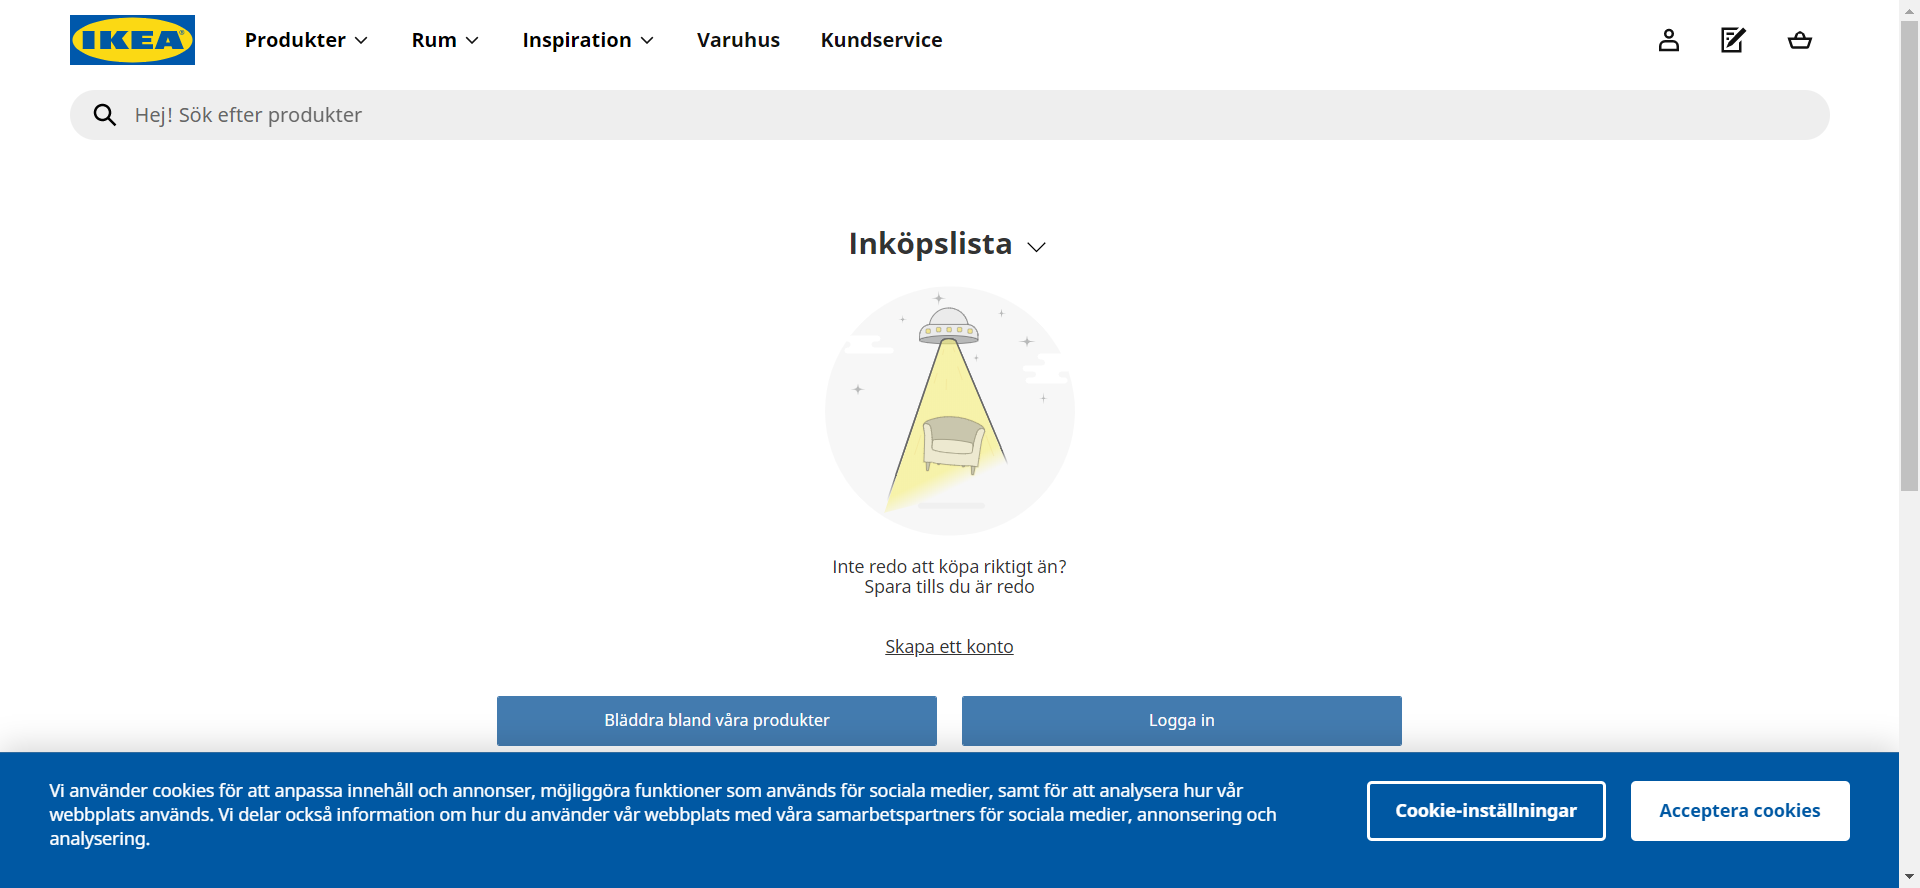 IKEA
Produkter
Rum
Inspiration
Varuhus
Kundservice
Hej! Sök efter produkter
Inköpslista
Inte redo att köpa riktigt än?
Spara tills du är redo
Skapa ett konto
Bläddra bland våra produkter
Logga in
Vi använder cookies för att anpassa innehåll och annonser, möjliggöra funktioner som används för sociala medier, samt för att analysera hur vår
webbplats används. Vi delar också information om hur du använder vår webbplats med våra samarbetspartners för sociala medier, annonsering och
analysering.
Cookie-inställningar
Acceptera cookies